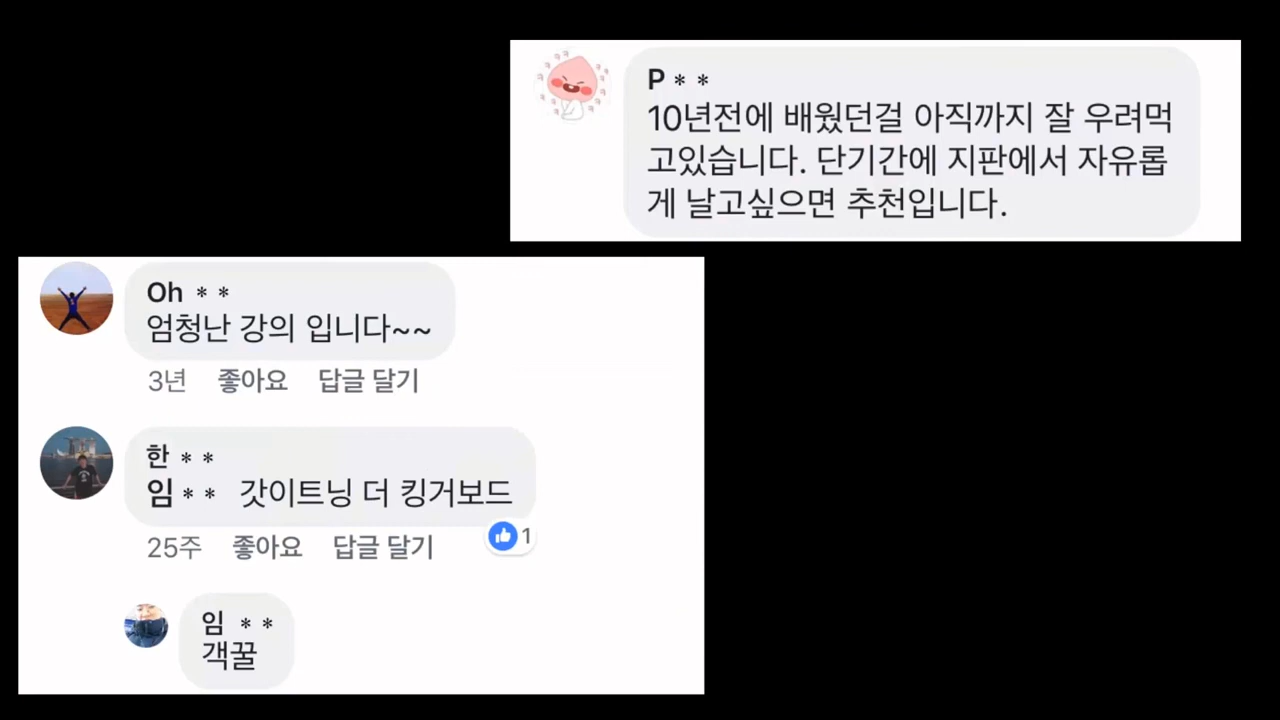 P * *
10년전에 배웠던걸 아직까지 잘 우려먹
고있습니다. 단기간에 지판에서 자유롭
게 날고싶으면 추천입니다.
Oh * *
엄청난 강의 입니다~~
3년 좋아요 답글 달기
한 * *
임 * * 갓이트닝 더 킹거보드
25주 좋아요 답글 달기 1
임 * *
객꿀